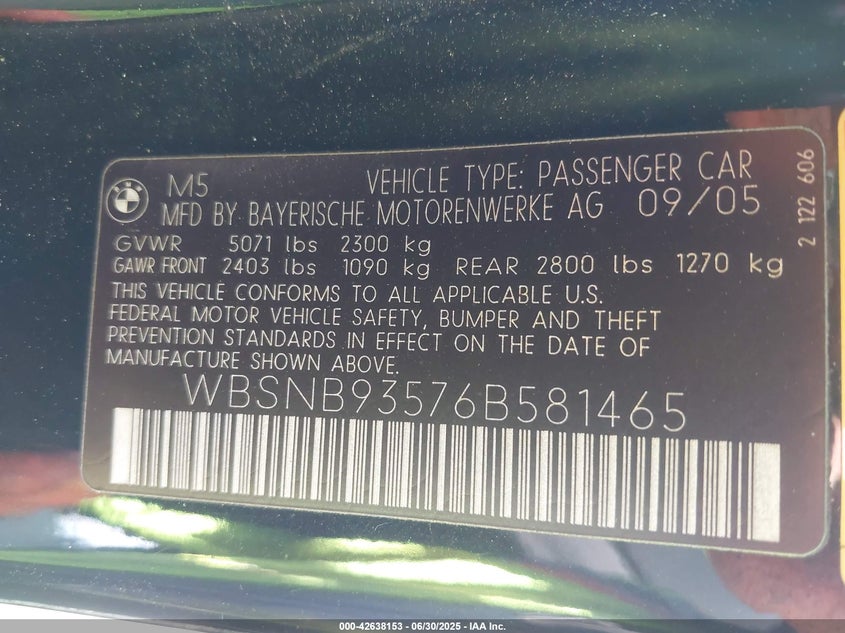 M5 VEHICLE TYPE: PASSENGER CAR
MFD BY BAYERISCHE MOTORENWERKE AG 09/05
GVWR 5071 lbs 2300 kg
GAWR FRONT 2403 lbs 1090 kg REAR 2800 lbs 1270 kg
THIS VEHICLE CONFORMS TO ALL APPLICABLE U.S.
FEDERAL MOTOR VEHICLE SAFETY, BUMPER AND THEFT
PREVENTION STANDARDS IN EFFECT ON THE DATE OF
MANUFACTURE SHOWN ABOVE.
WBSNB93576B581465
2 122 606
000-42638153 - 06/30/2025 - IAA Inc.